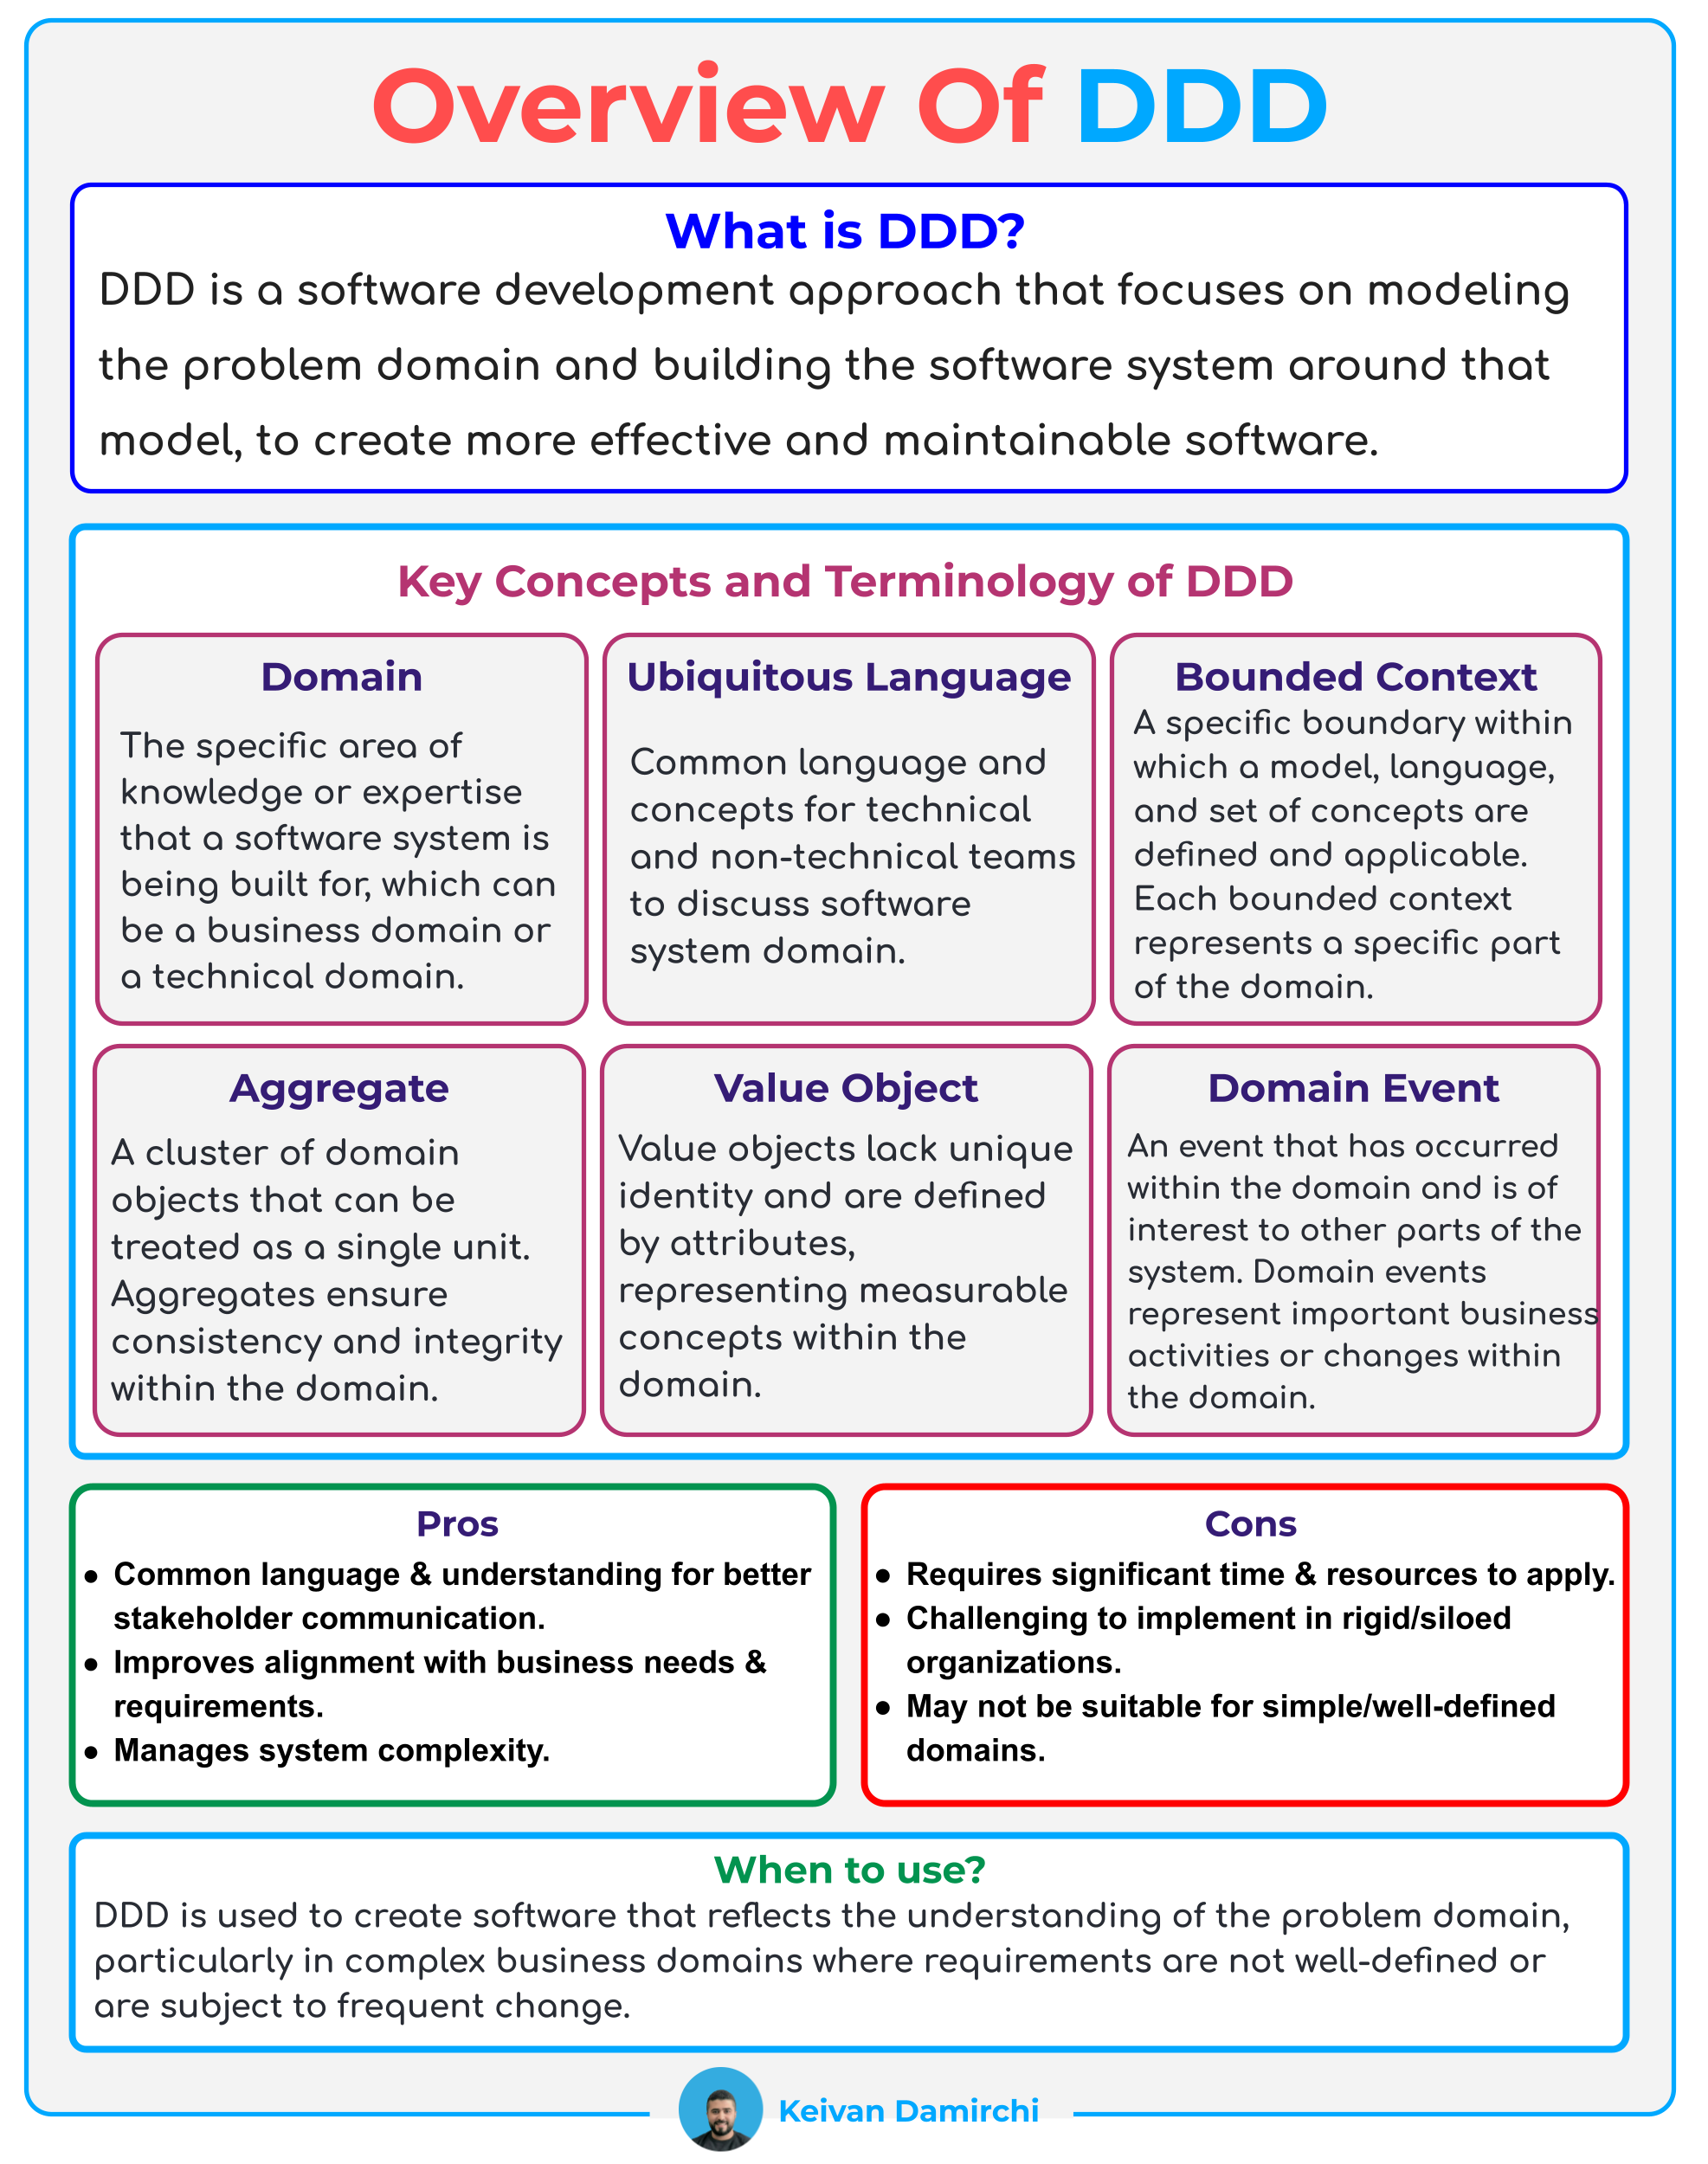 Overview Of DDD
What is DDD?
DDD is a software development approach that focuses on modeling
the problem domain and building the software system around that
model, to create more effective and maintainable software.
Key Concepts and Terminology of DDD
Domain
The specific area of
knowledge or expertise
that a software system is
being built for, which can
be a business domain or
a technical domain.
Ubiquitous Language
Common language and
concepts for technical
and non-technical teams
to discuss software
system domain.
Bounded Context
A specific boundary within
which a model, language,
and set of concepts are
defined and applicable.
Each bounded context
represents a specific part
of the domain.
Aggregate
A cluster of domain
objects that can be
treated as a single unit.
Aggregates ensure
consistency and integrity
within the domain.
Value Object
Value objects lack unique
identity and are defined
by attributes,
representing measurable
concepts within the
domain.
Domain Event
An event that has occurred
within the domain and is of
interest to other parts of the
system. Domain events
represent important business
activities or changes within
the domain.
Pros
● Common language & understanding for better
stakeholder communication.
● Improves alignment with business needs &
requirements.
● Manages system complexity.
Cons
● Requires significant time & resources to apply.
● Challenging to implement in rigid/siloed
organizations.
● May not be suitable for simple/well-defined
domains.
When to use?
DDD is used to create software that reflects the understanding of the problem domain,
particularly in complex business domains where requirements are not well-defined or
are subject to frequent change.
Keivan Damirchi